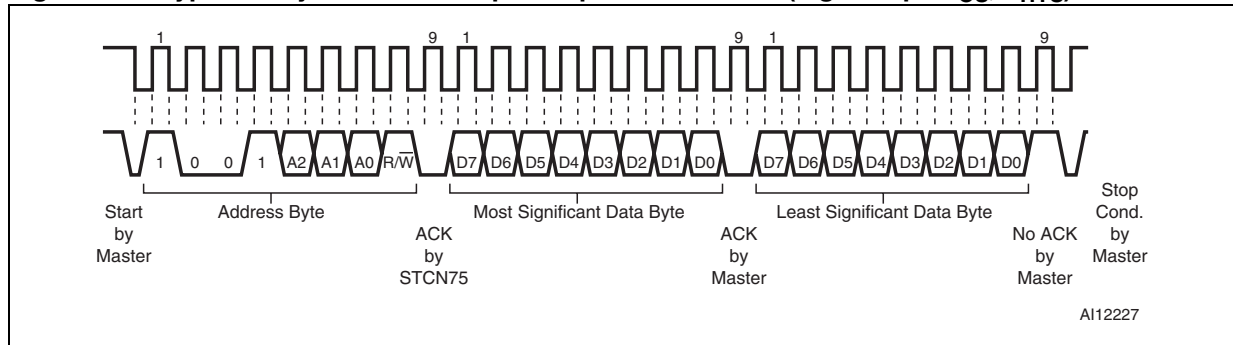 1 9 1 9 1 9
1 0 0 1 A2 A1 A0 R/W̅ D7 D6 D5 D4 D3 D2 D1 D0 D7 D6 D5 D4 D3 D2 D1 D0
Start
by
Master
Address Byte
ACK
by
STCN75
Most Significant Data Byte
ACK
by
Master
Least Significant Data Byte
No ACK
by
Master
Stop
Cond.
by
Master
AI12227